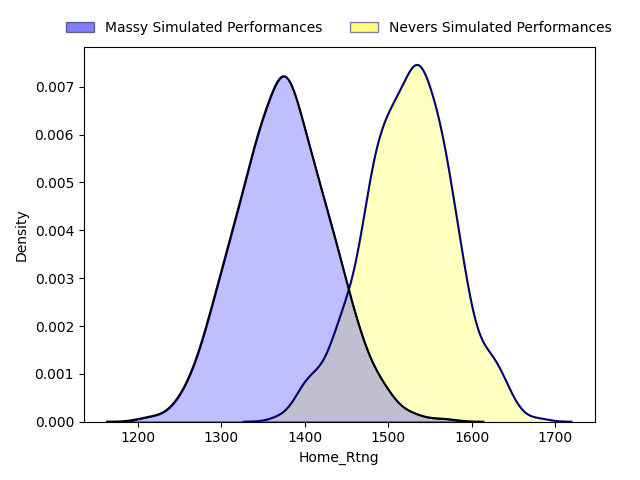 Massy Simulated Performances
Nevers Simulated Performances
0.007
0.006
0.005
0.004
0.003
0.002
0.001
0.000
Density
1200 1300 1400 1500 1600 1700
Home_Rtng